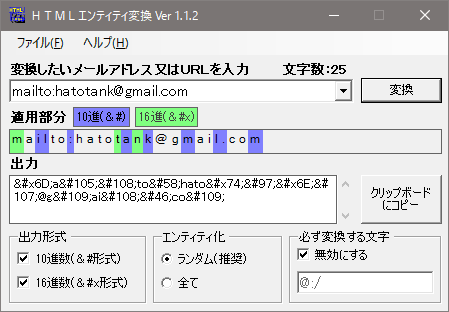 HTMLエンティティ変換 Ver 1.1.2
ファイル(F) ヘルプ(H)
変換したいメールアドレス又はURLを入力 文字数:25
mailto:hatotank@gmail.com
変換
適用部分 10進(&#) 16進(&#x)
mailto:hatotank@gmail.com
出力
&#x6D;a&#105;&#108;to&#58;hato&#x74;&#97;&#x6E;&#
107;@g&#109;ai&#108;&#46;co&#109;
クリップボード
にコピー
出力形式
10進数(&#形式)
16進数(&#x形式)
エンティティ化
ランダム(推奨)
全て
必ず変換する文字
無効にする
@:/